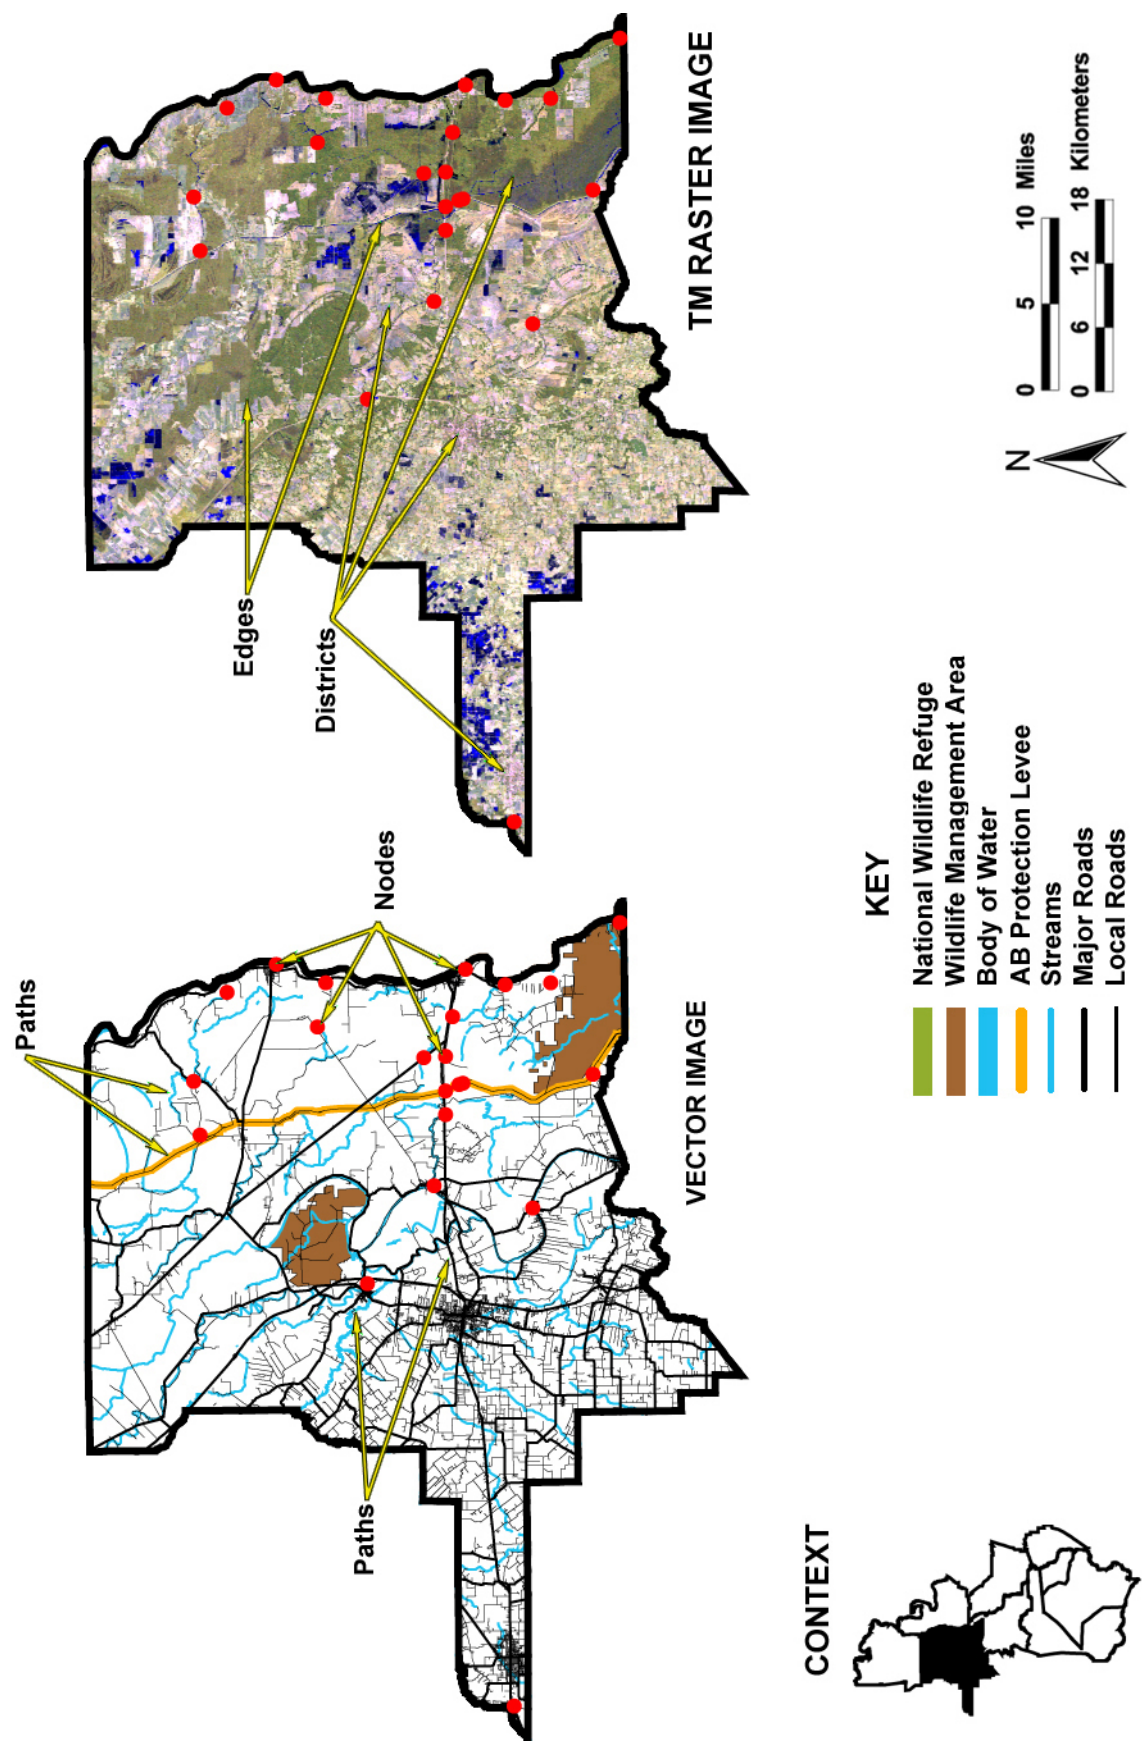 Paths
Nodes
Paths
VECTOR IMAGE
Edges
Districts
TM RASTER IMAGE
CONTEXT
KEY
National Wildlife Refuge
Wildlife Management Area
Body of Water
AB Protection Levee
Streams
Major Roads
Local Roads
N
0 5 10 Miles
0 6 12 18 Kilometers